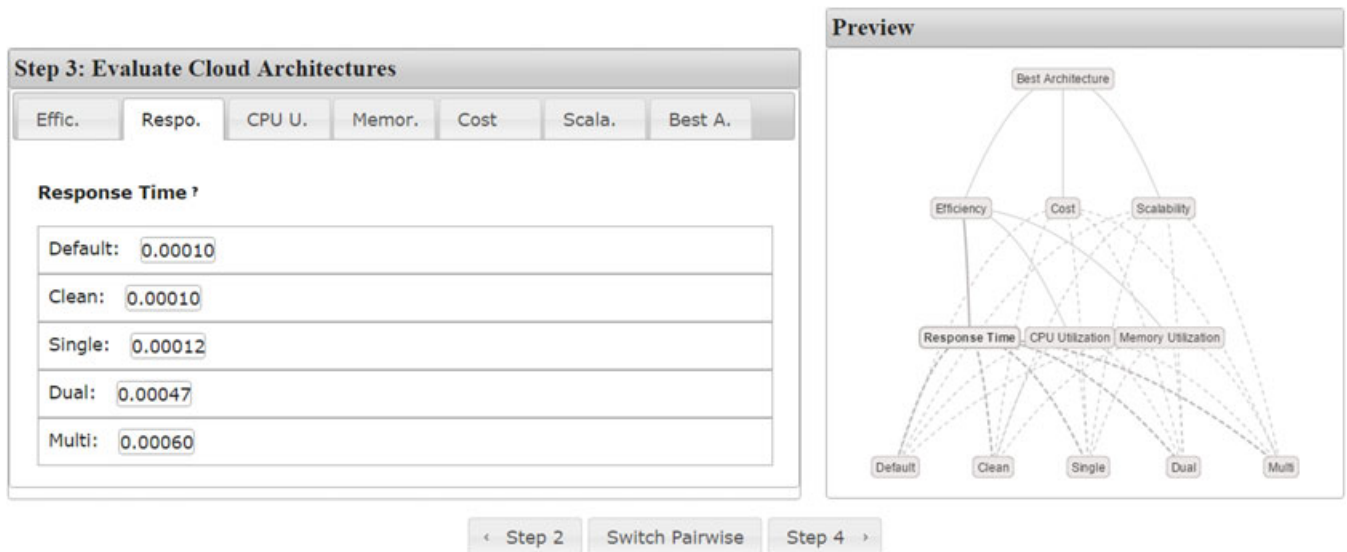 Step 3: Evaluate Cloud Architectures
Effic. Respo. CPU U. Memor. Cost Scala. Best A.
Response Time ?
Default: 0.00010
Clean: 0.00010
Single: 0.00012
Dual: 0.00047
Multi: 0.00060
Preview
Best Architecture
Efficiency Cost Scalability
Response Time CPU Utilization Memory Utilization
Default Clean Single Dual Multi
‹ Step 2 Switch Pairwise Step 4 ›